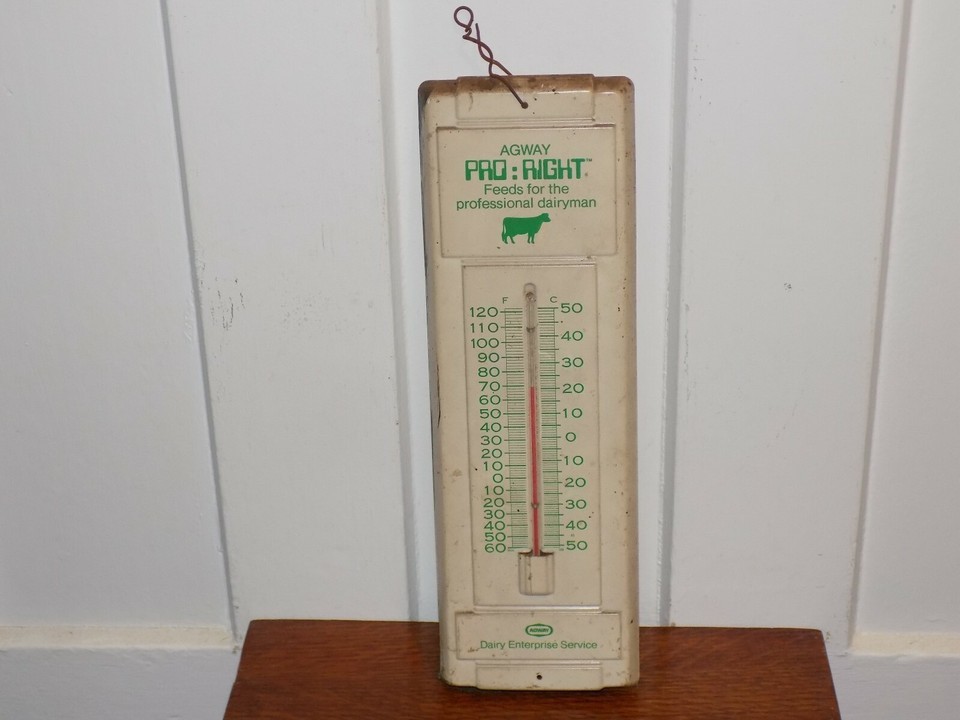 AGWAY
PRO:RIGHT™
Feeds for the
professional dairyman
F C
120 50
110
100 40
90 30
80
70 20
60
50 10
40
30 0
20
10 10
0 20
10
20 30
30
40 40
50
60 50
AGWAY
Dairy Enterprise Service